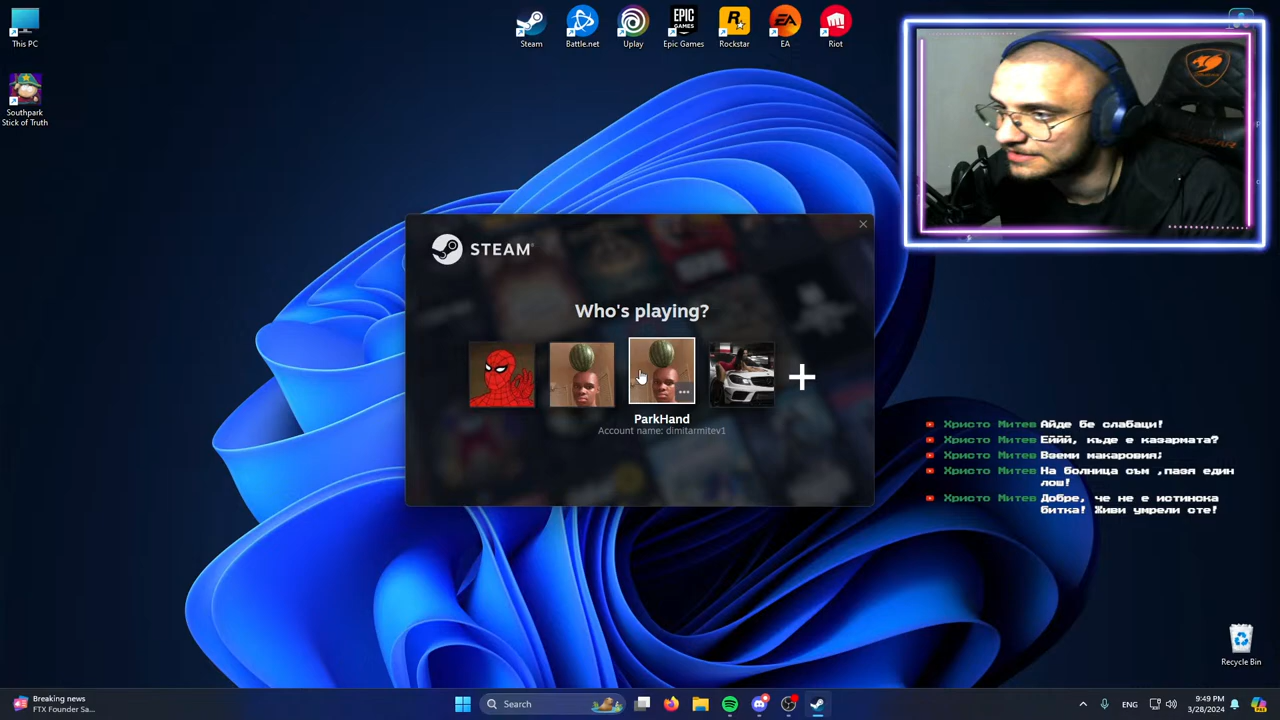 This PC
Steam
Battle.net
Uplay
Epic Games
Rockstar
EA
Riot
Southpark
Stick of Truth
STEAM
Who's playing?
ParkHand
Account name: dimitarmitev1
Христо Митев Айде бе слабаци!
Христо Митев Еййй, къде е казармата?
Христо Митев Вземи макаровия;
Христо Митев На болница съм ,пазя един
лош!
Христо Митев Добре, че не е истинска
битка! Живи умрели сте!
Recycle Bin
Breaking news
FTX Founder Sa...
Search
ENG
9:49 PM
3/28/2024